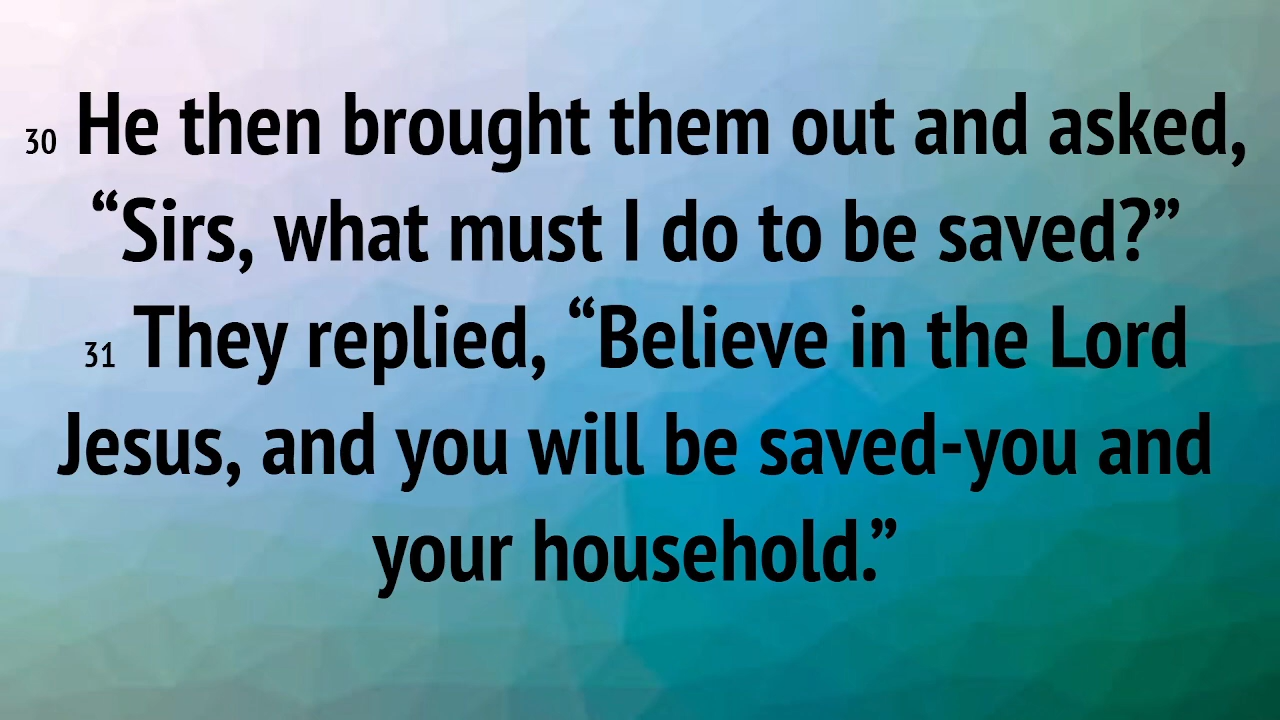 30 He then brought them out and asked,
“Sirs, what must I do to be saved?”
31 They replied, “Believe in the Lord
Jesus, and you will be saved-you and
your household.”